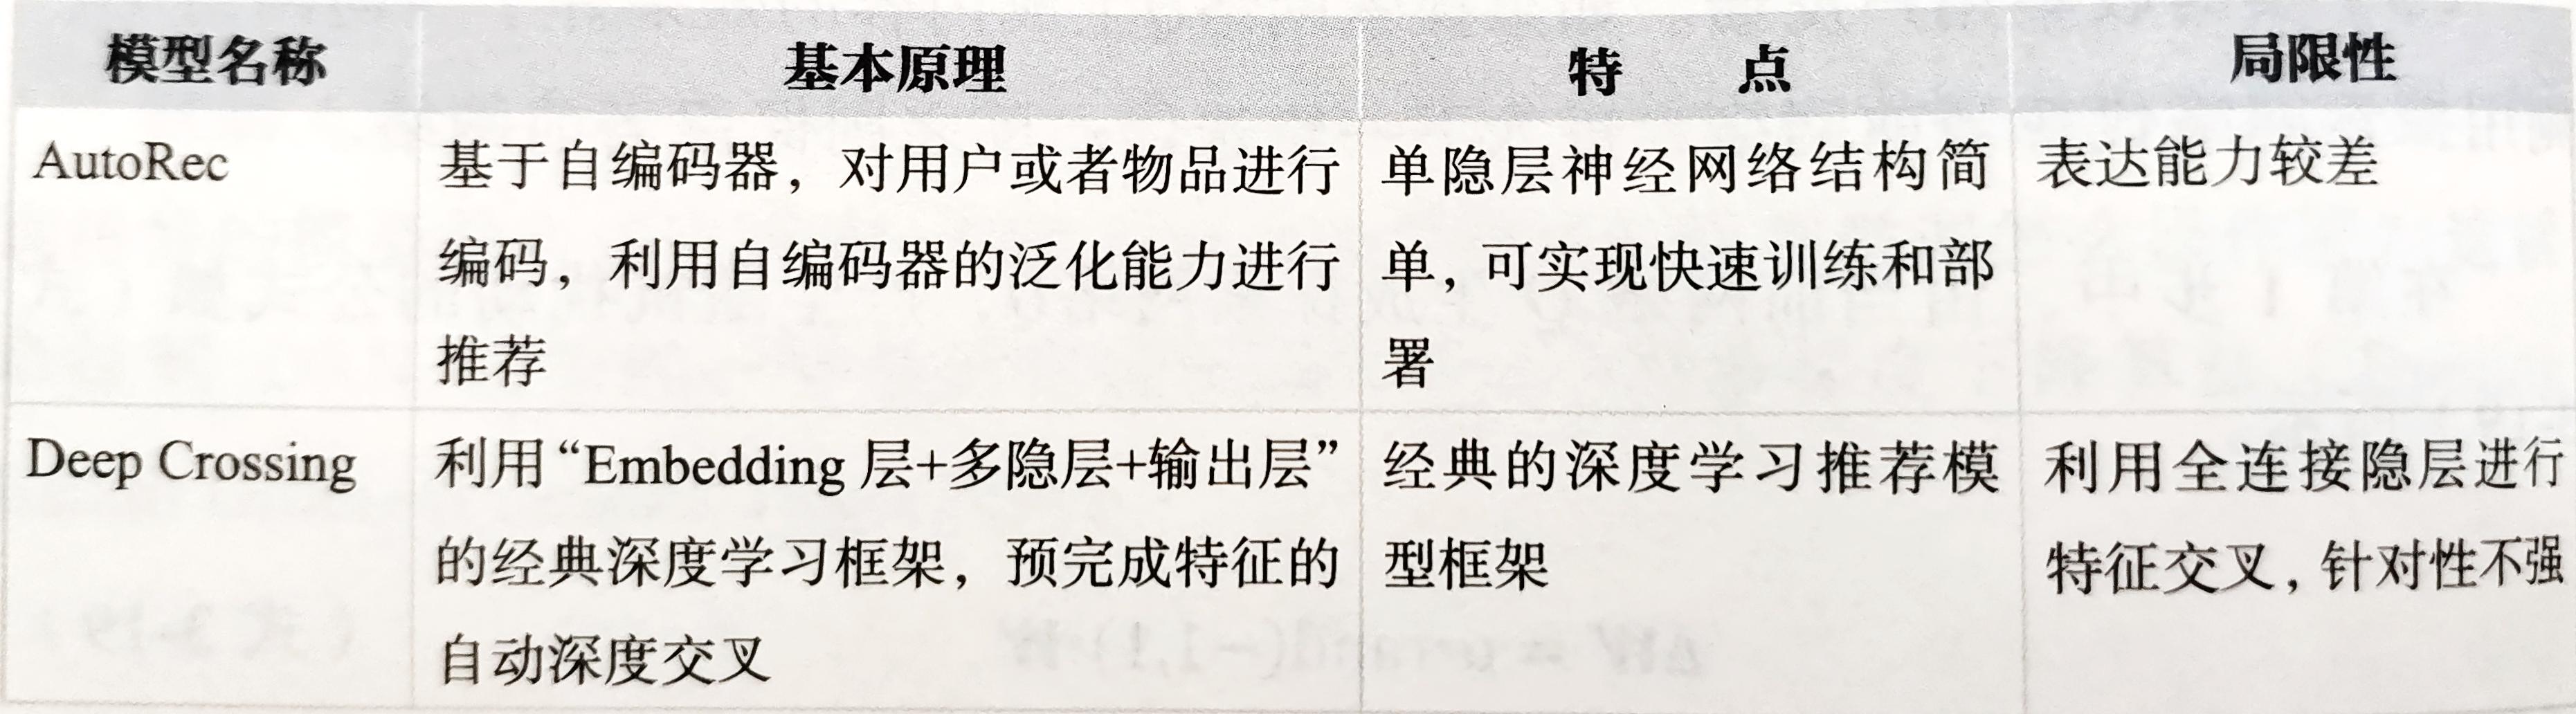 模型名称 基本原理 特 点 局限性
AutoRec 基于自编码器，对用户或者物品进行 单隐层神经网络结构简 表达能力较差
编码，利用自编码器的泛化能力进行 单，可实现快速训练和部
推荐 署
Deep Crossing 利用“Embedding 层+多隐层+输出层” 经典的深度学习推荐模 利用全连接隐层进行
的经典深度学习框架，预完成特征的 型框架 特征交叉，针对性不强
自动深度交叉